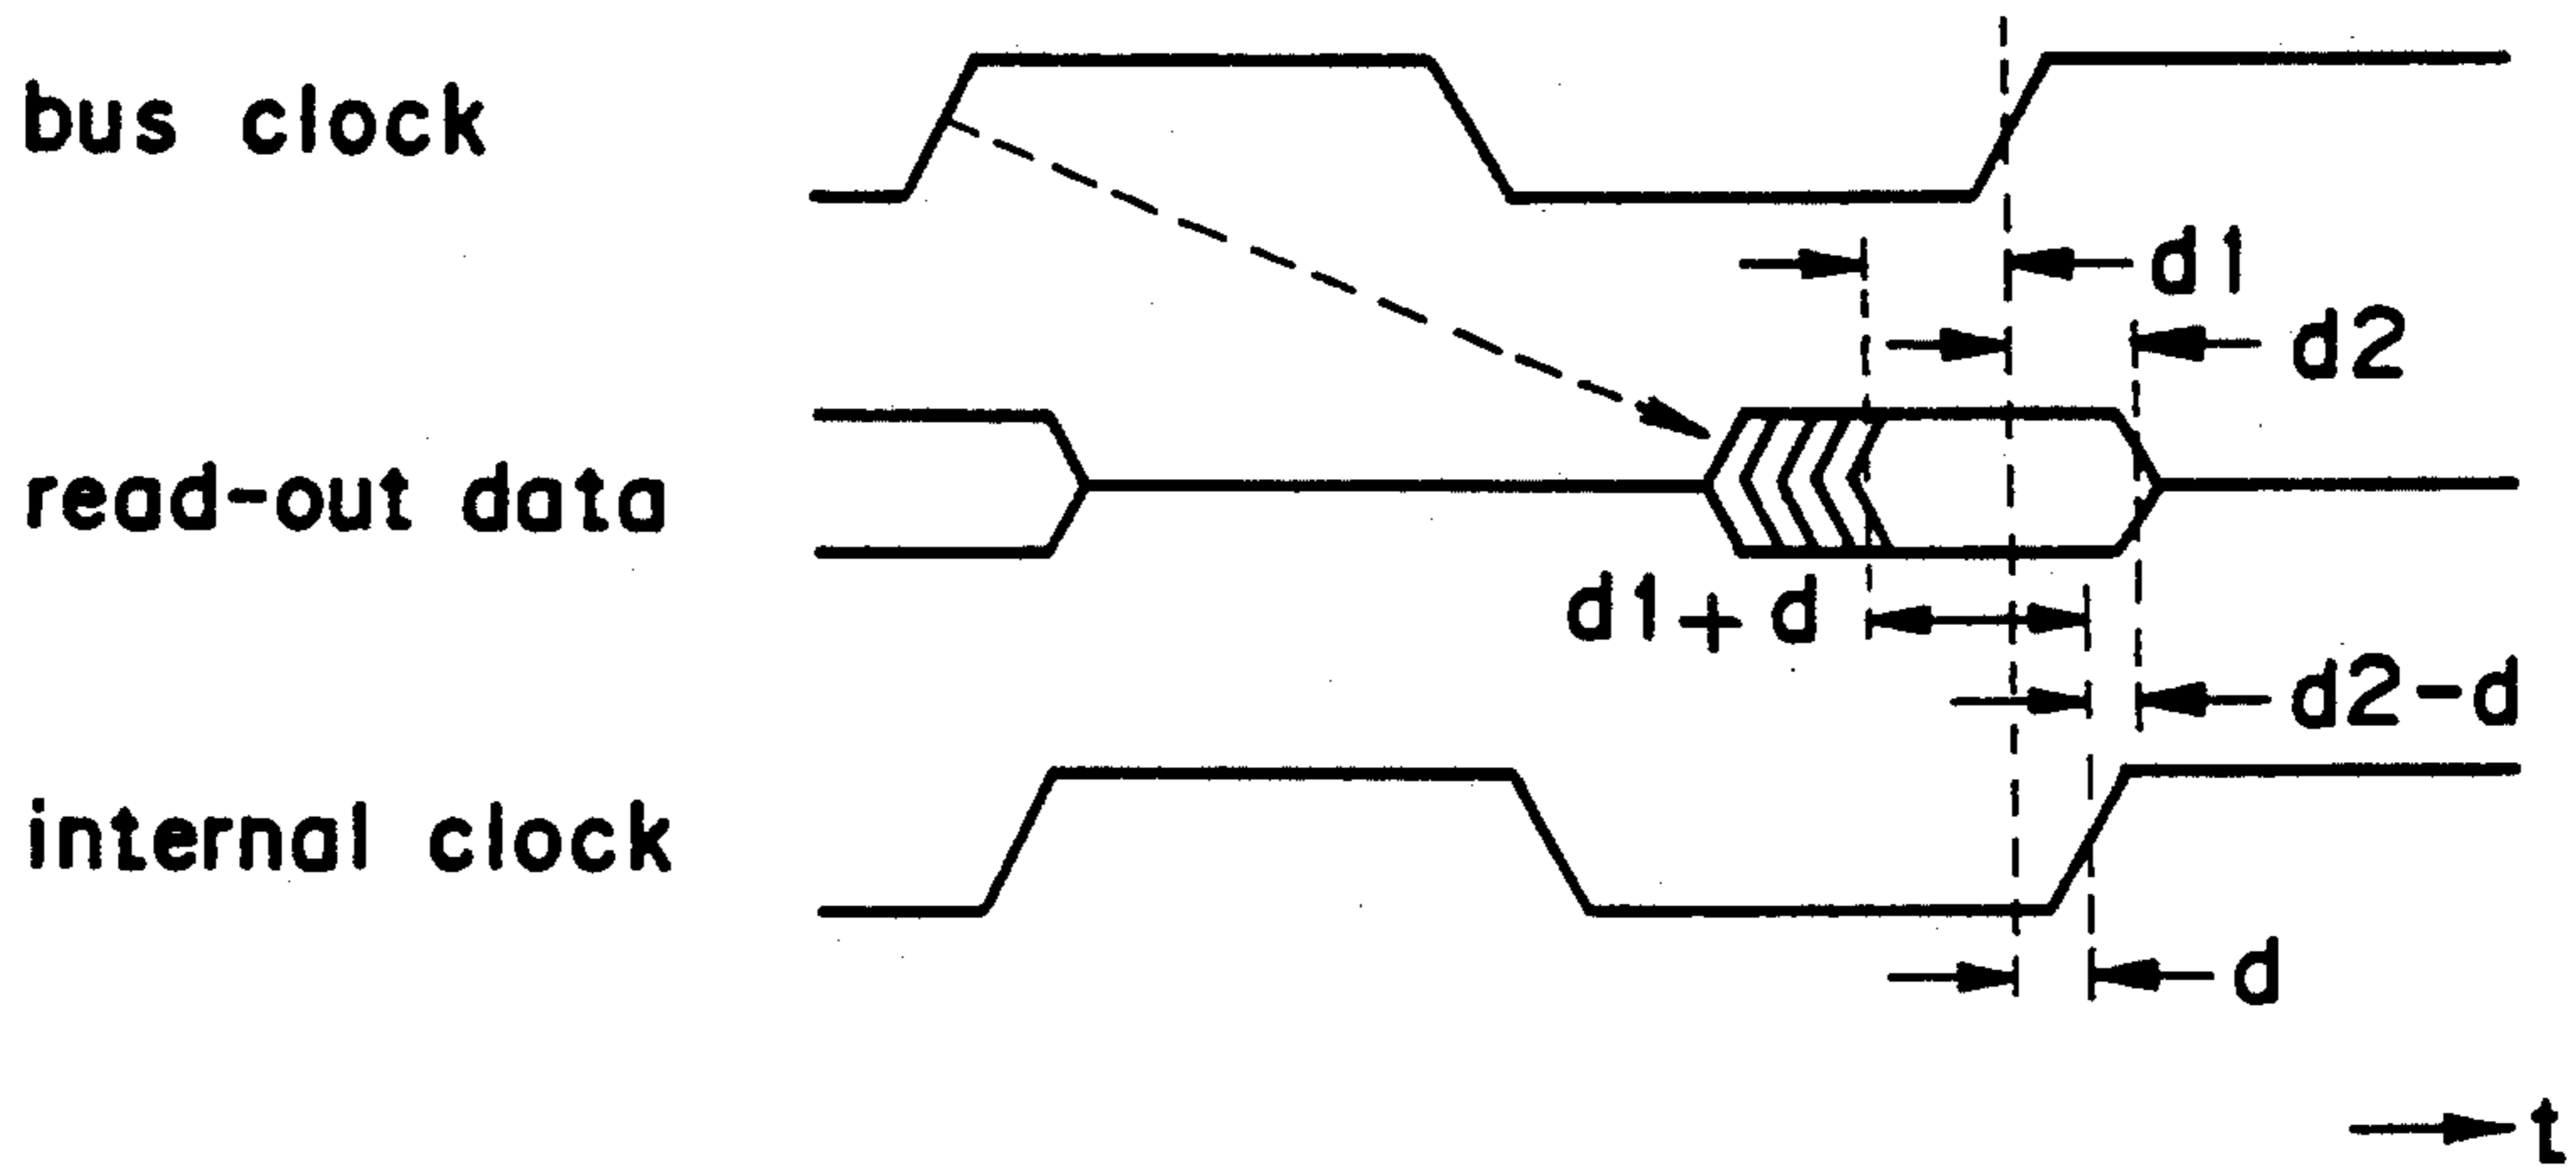 bus clock
d1
d2
read-out data
d1+d
d2-d
internal clock
d
t